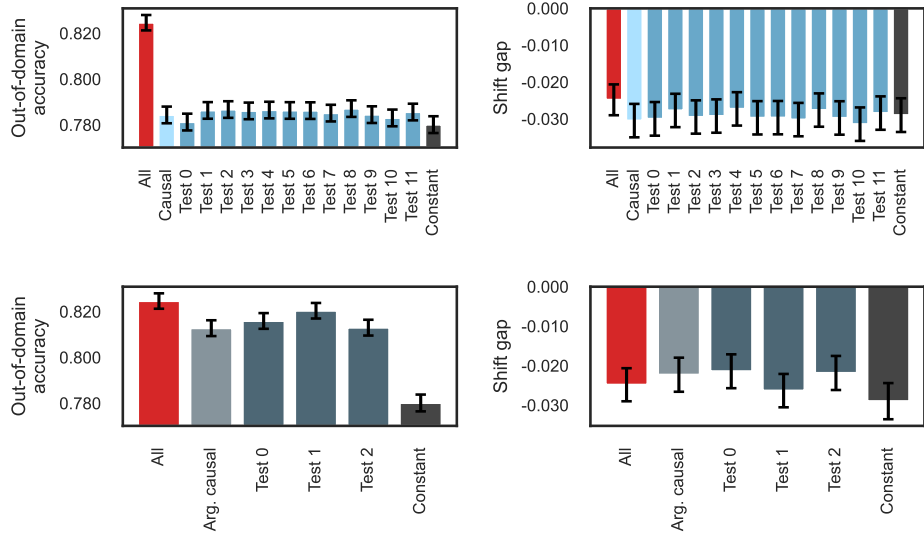 Out-of-domain
accuracy
0.820
0.800
0.780
All
Causal
Test 0
Test 1
Test 2
Test 3
Test 4
Test 5
Test 6
Test 7
Test 8
Test 9
Test 10
Test 11
Constant
Shift gap
0.000
-0.010
-0.020
-0.030
All
Causal
Test 0
Test 1
Test 2
Test 3
Test 4
Test 5
Test 6
Test 7
Test 8
Test 9
Test 10
Test 11
Constant
Out-of-domain
accuracy
0.820
0.800
0.780
All
Arg. causal
Test 0
Test 1
Test 2
Constant
Shift gap
0.000
-0.010
-0.020
-0.030
All
Arg. causal
Test 0
Test 1
Test 2
Constant